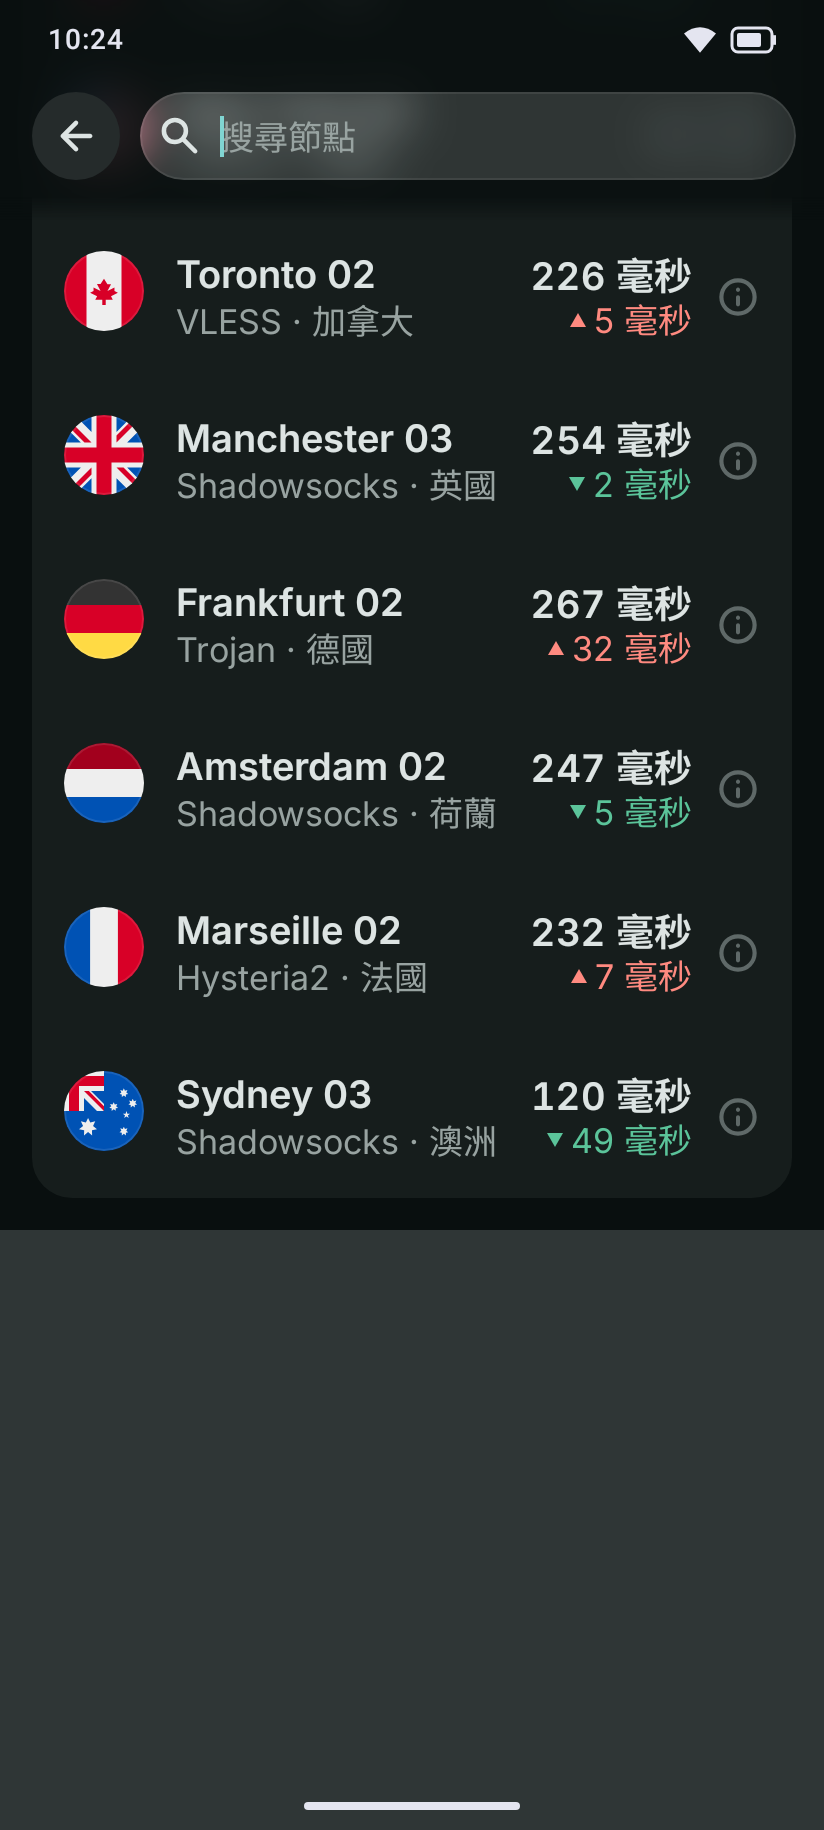 10:24
搜尋節點
Toronto 02
226 毫秒
VLESS · 加拿大
▲5 毫秒
Manchester 03
254 毫秒
Shadowsocks · 英國
▼2 毫秒
Frankfurt 02
267 毫秒
Trojan · 德國
▲32 毫秒
Amsterdam 02
247 毫秒
Shadowsocks · 荷蘭
▼5 毫秒
Marseille 02
232 毫秒
Hysteria2 · 法國
▲7 毫秒
Sydney 03
120 毫秒
Shadowsocks · 澳洲
▼49 毫秒